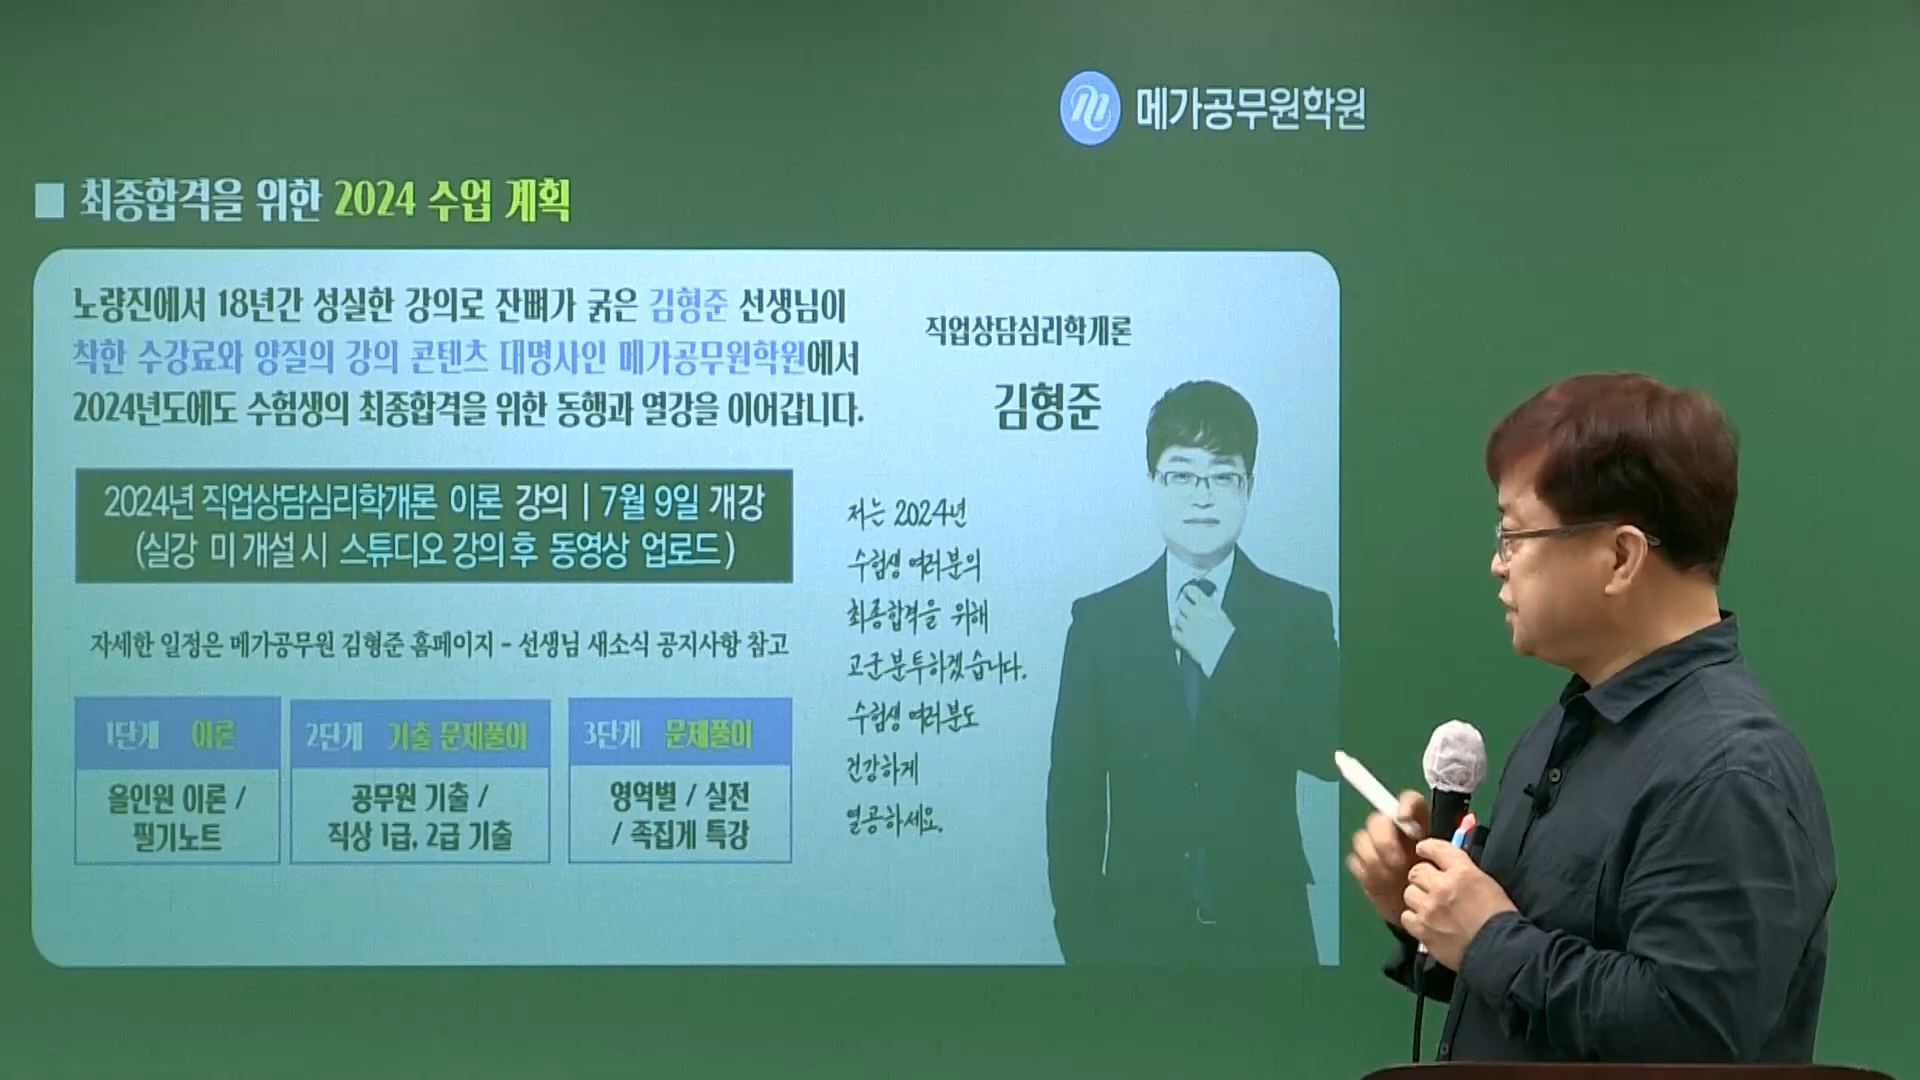 메가공무원학원
■ 최종합격을 위한 2024 수업 계획
노량진에서 18년간 성실한 강의로 잔뼈가 굵은 김형준 선생님이
착한 수강료와 양질의 강의 콘텐츠 대명사인 메가공무원학원에서
2024년도에도 수험생의 최종합격을 위한 동행과 열강을 이어갑니다.
직업상담심리학개론
김형준
2024년 직업상담심리학개론 이론 강의 | 7월 9일 개강
(실강 미 개설 시 스튜디오 강의 후 동영상 업로드)
자세한 일정은 메가공무원 김형준 홈페이지 - 선생님 새소식 공지사항 참고
1단계 이론
올인원 이론 /
필기노트
2단계 기출 문제풀이
공무원 기출 /
직상 1급, 2급 기출
3단계 문제풀이
영역별 / 실전
/ 족집게 특강
저는 2024년
수험생 여러분의
최종합격을 위해
고군분투하겠습니다.
수험생 여러분도
건강하게
열공하세요.